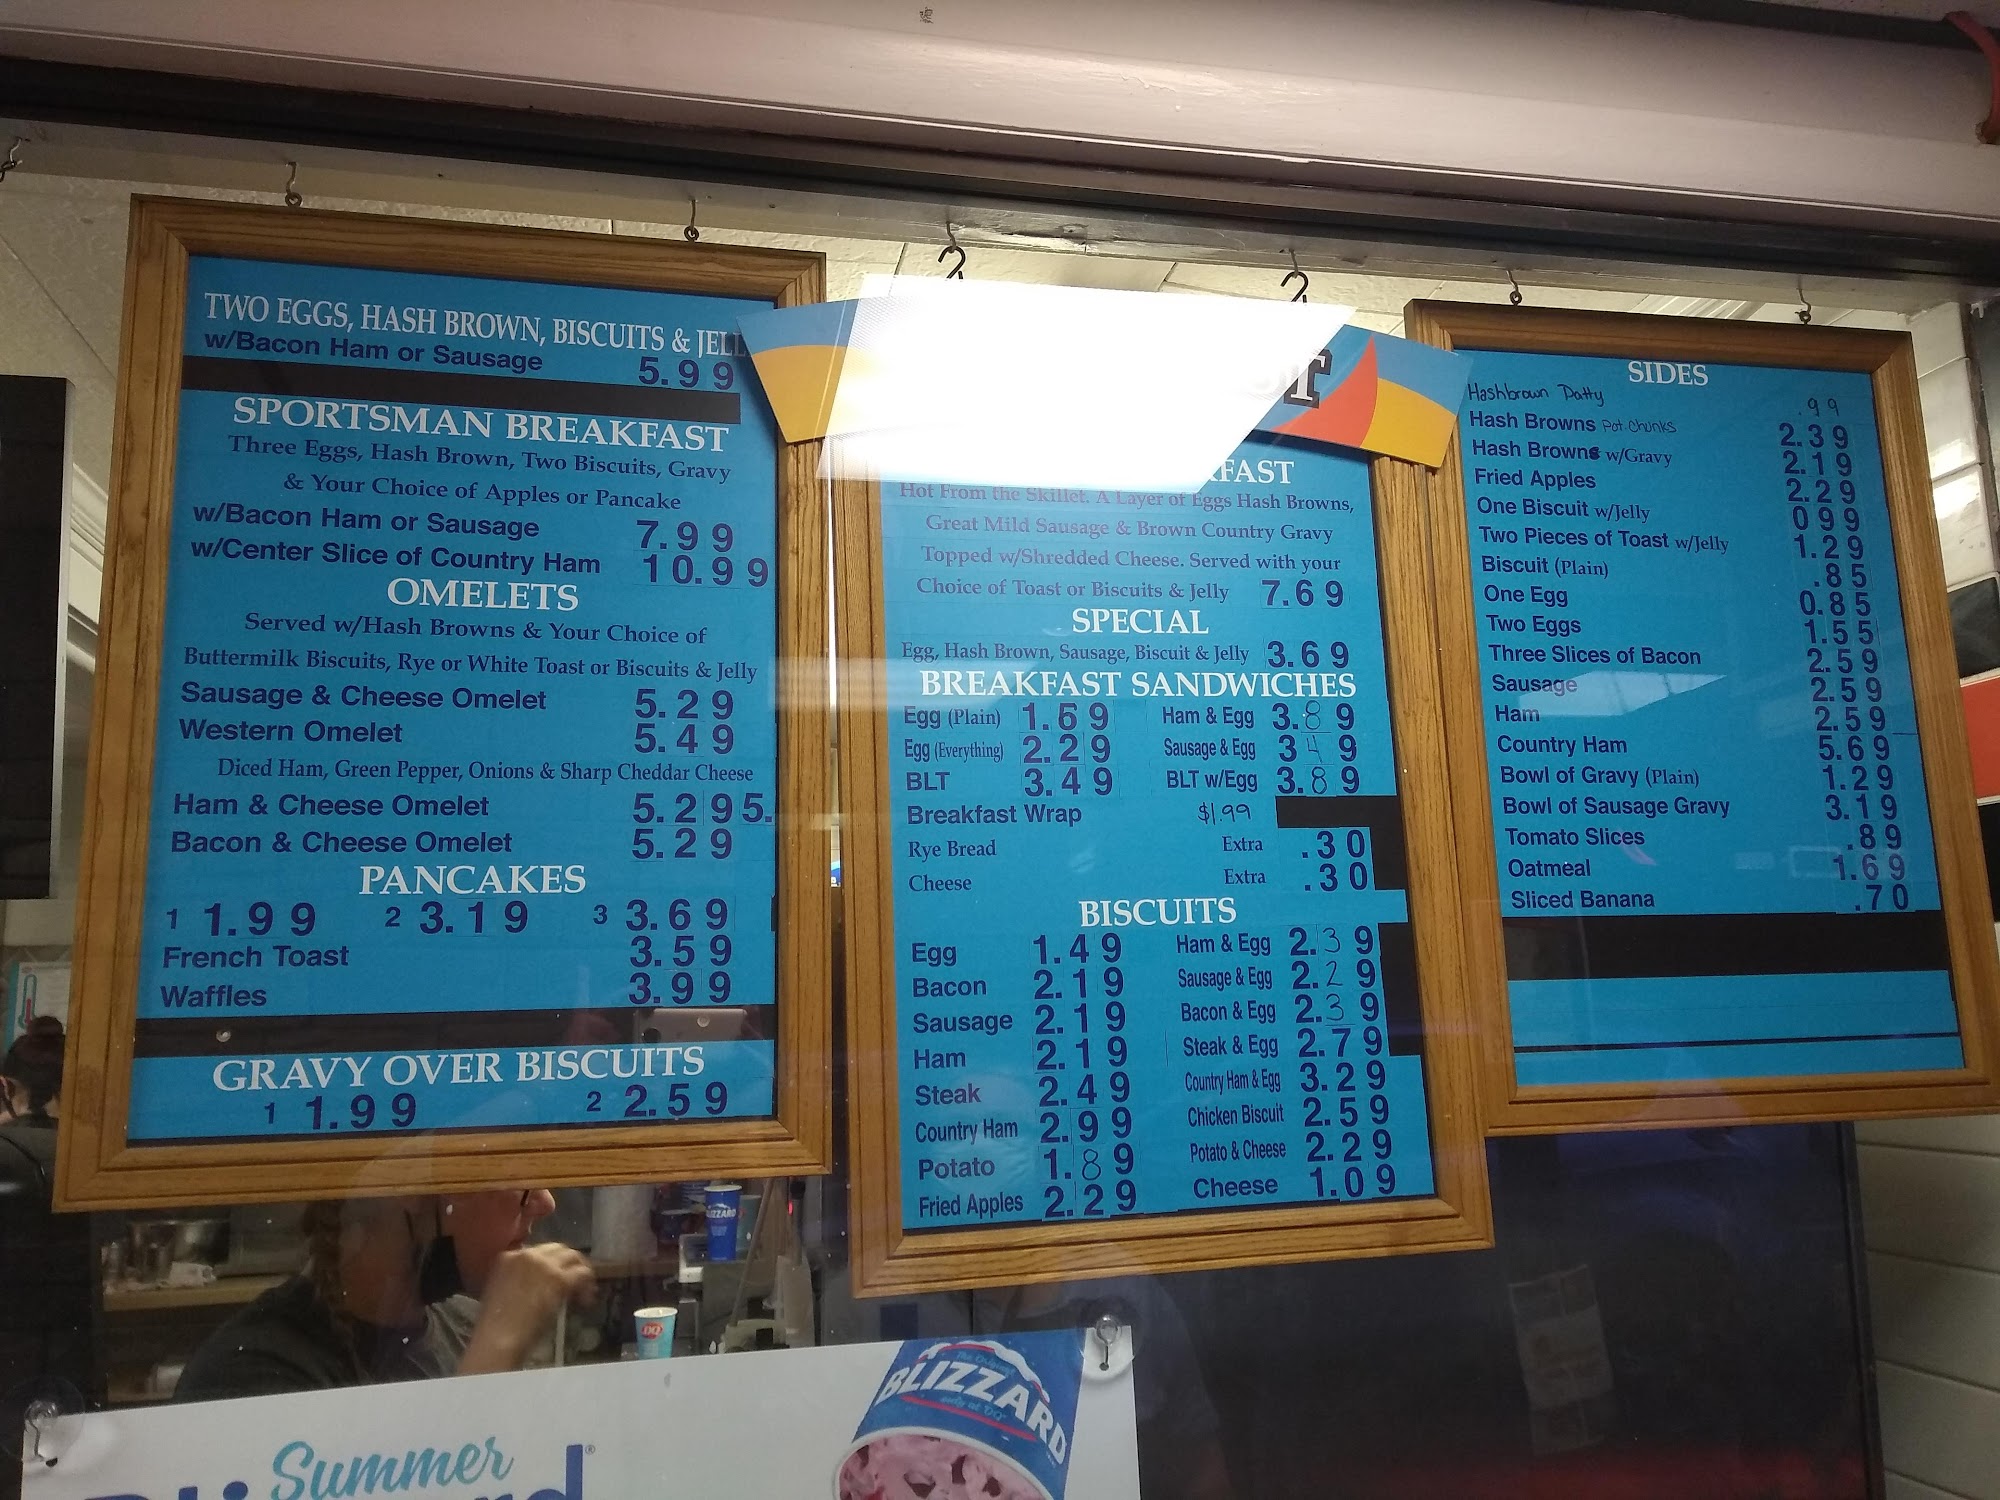 TWO EGGS, HASH BROWN, BISCUITS & JELL
w/Bacon Ham or Sausage 5.99
SPORTSMAN BREAKFAST
Three Eggs, Hash Brown, Two Biscuits, Gravy
& Your Choice of Apples or Pancake
w/Bacon Ham or Sausage 7.99
w/Center Slice of Country Ham 10.99
OMELETS
Served w/Hash Browns & Your Choice of
Buttermilk Biscuits, Rye or White Toast or Biscuits & Jelly
Sausage & Cheese Omelet 5.29
Western Omelet 5.49
Diced Ham, Green Pepper, Onions & Sharp Cheddar Cheese
Ham & Cheese Omelet 5.295.
Bacon & Cheese Omelet 5.29
PANCAKES
1 1.99 2 3.19 3 3.69
French Toast 3.59
Waffles 3.99
GRAVY OVER BISCUITS
1 1.99 2 2.59
Hot From the Skillet. A Layer of Eggs Hash Browns,
Great Mild Sausage & Brown Country Gravy
Topped w/Shredded Cheese. Served with your
Choice of Toast or Biscuits & Jelly 7.69
SPECIAL
Egg, Hash Brown, Sausage, Biscuit & Jelly 3.69
BREAKFAST SANDWICHES
Egg (Plain) 1.69 Ham & Egg 3.89
Egg (Everything) 2.29 Sausage & Egg 349
BLT 3.49 BLT w/Egg 3.89
Breakfast Wrap $1.99
Rye Bread Extra .30
Cheese Extra .30
BISCUITS
Egg 1.49 Ham & Egg 2.39
Bacon 2.19 Sausage & Egg 2.29
Sausage 2.19 Bacon & Egg 2.39
Ham 2.19 Steak & Egg 2.79
Steak 2.49 Country Ham & Egg 3.29
Country Ham 2.99 Chicken Biscuit 2.59
Potato 1.89 Potato & Cheese 2.29
Fried Apples 2.29 Cheese 1.09
SIDES
Hashbrown Patty .99
Hash Browns Pot. Chunks 2.39
Hash Browns w/Gravy 2.19
Fried Apples 2.29
One Biscuit w/Jelly 099
Two Pieces of Toast w/Jelly 1.29
Biscuit (Plain) .85
One Egg 0.85
Two Eggs 1.55
Three Slices of Bacon 2.59
Sausage 2.59
Ham 2.59
Country Ham 5.69
Bowl of Gravy (Plain) 1.29
Bowl of Sausage Gravy 3.19
Tomato Slices .89
Oatmeal 1.69
Sliced Banana .70
BLIZZARD
DQ
The Original
BLIZZARD
only at DQ
Summer